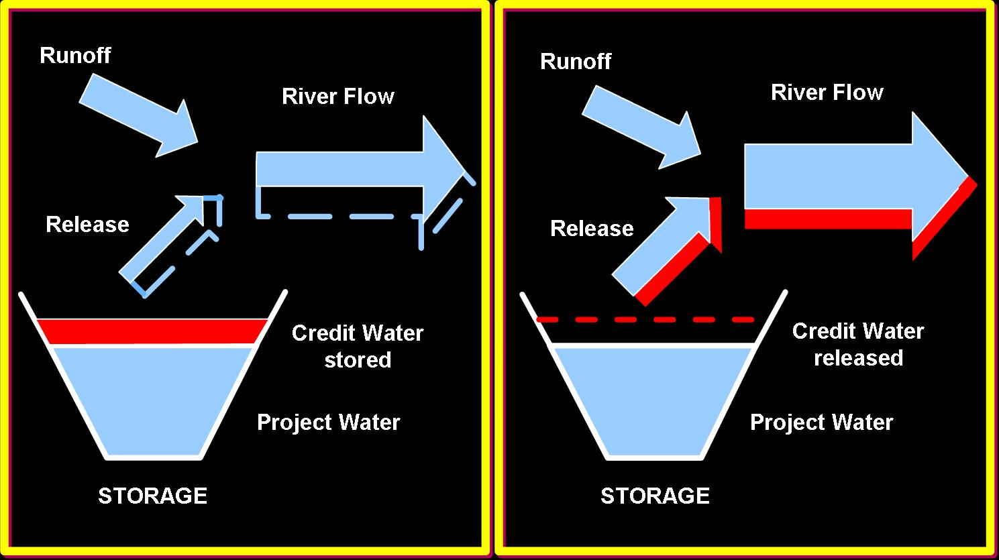 Runoff
River Flow
Release
Credit Water
stored
Project Water
STORAGE
Runoff
River Flow
Release
Credit Water
released
Project Water
STORAGE